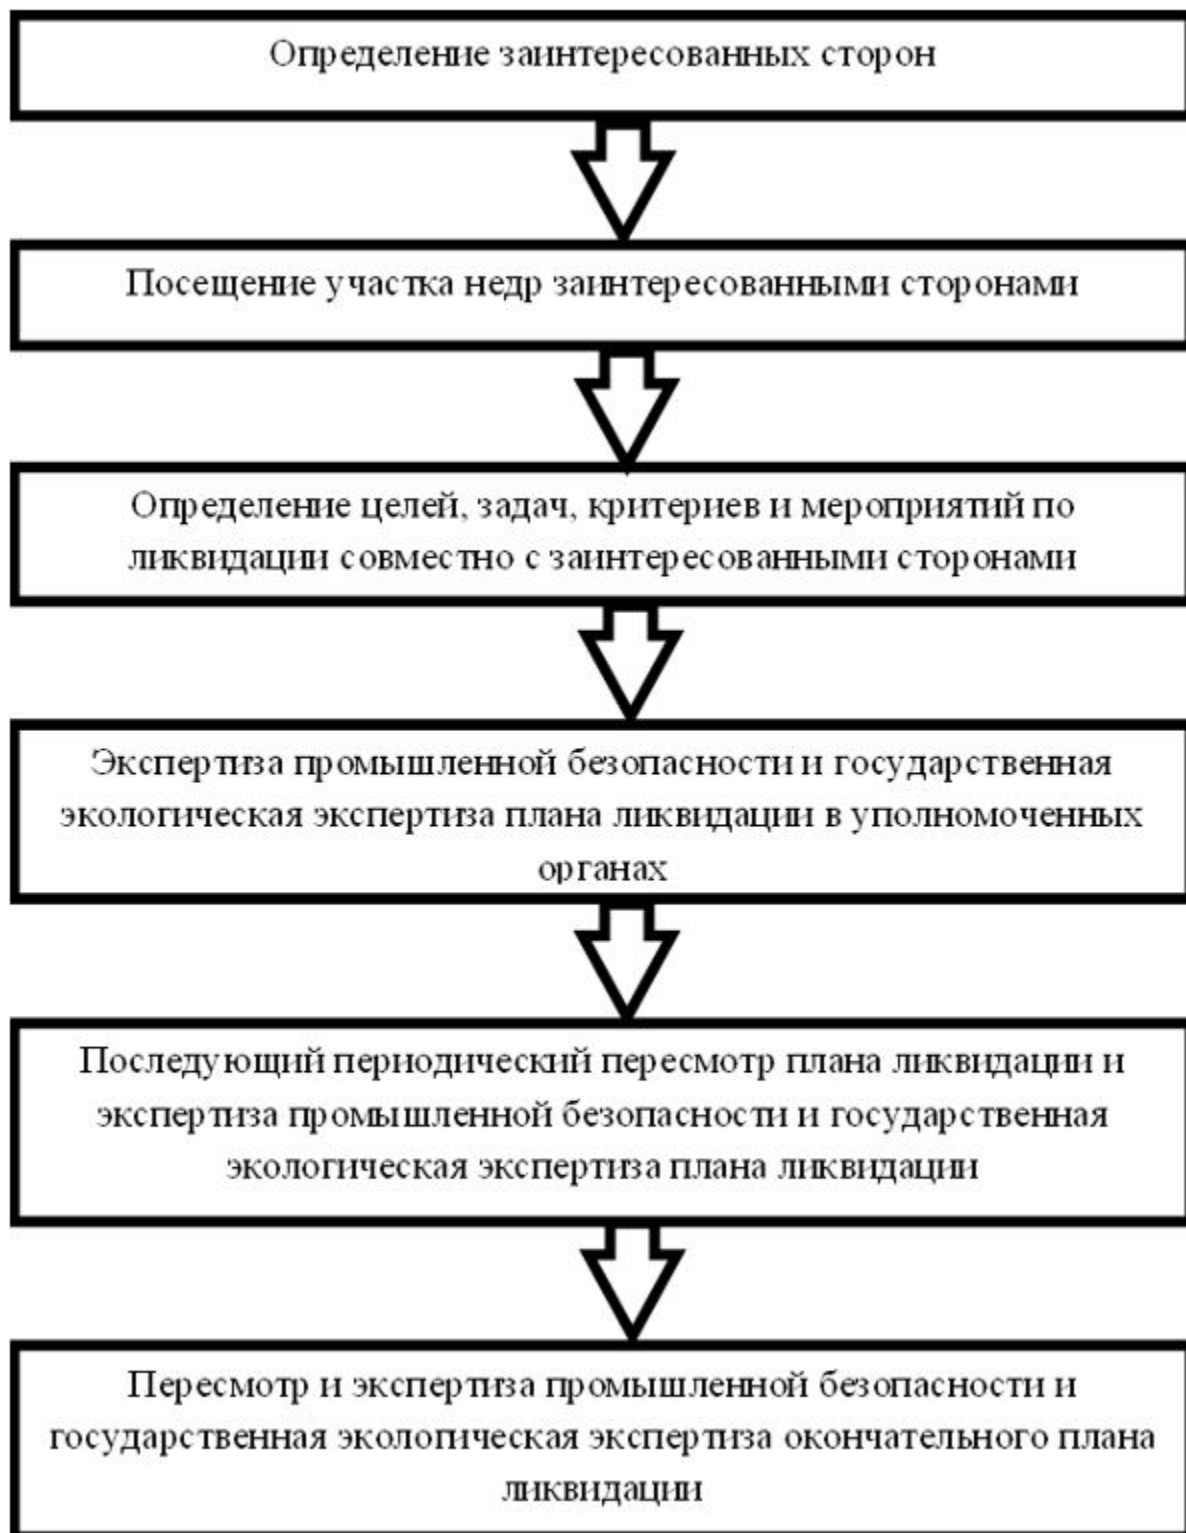 Определение заинтересованных сторон
Посещение участка недр заинтересованными сторонами
Определение целей, задач, критериев и мероприятий по
ликвидации совместно с заинтересованными сторонами
Экспертиза промышленной безопасности и государственная
экологическая экспертиза плана ликвидации в уполномоченных
органах
Последующий периодический пересмотр плана ликвидации и
экспертиза промышленной безопасности и государственная
экологическая экспертиза плана ликвидации
Пересмотр и экспертиза промышленной безопасности и
государственная экологическая экспертиза окончательного плана
ликвидации